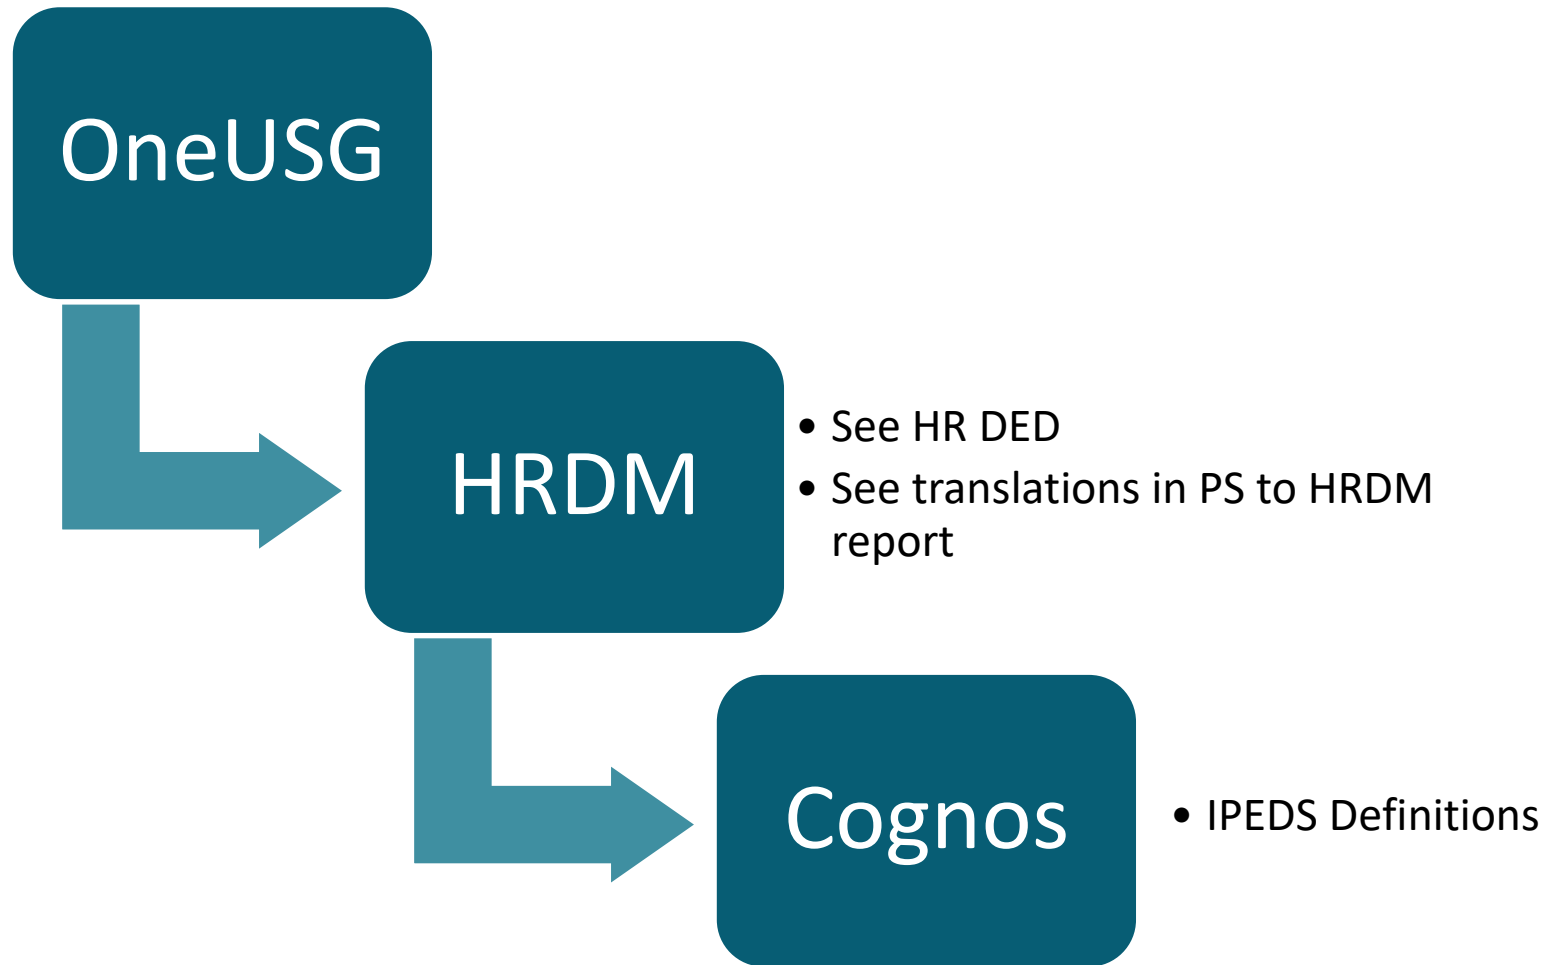 OneUSG
HRDM
• See HR DED
• See translations in PS to HRDM
report
Cognos
• IPEDS Definitions